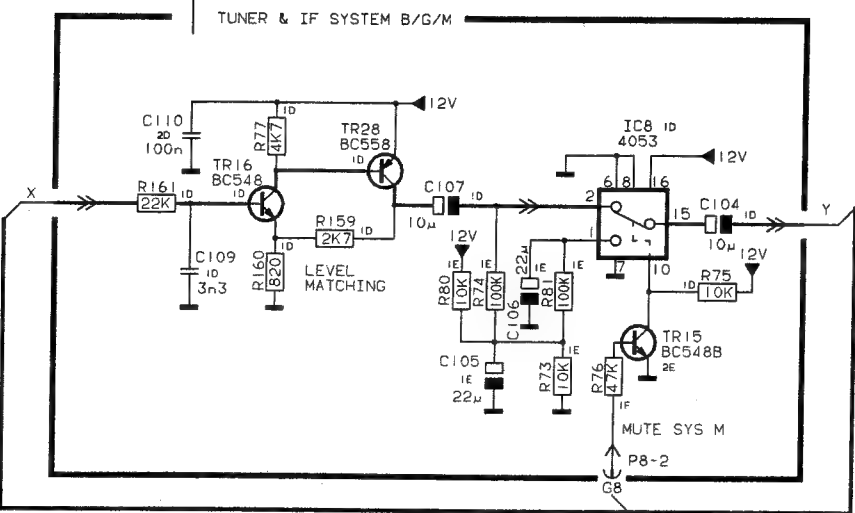 TUNER & IF SYSTEM B/G/M
12V
C110
2D
100n
R77
4K7
1D
TR28
BC558
1D
IC8 1D
4053
12V
6
8
16
X
R161
22K
1D
TR16
BC548
1D
C107
1D
10µ
2
15
C104
1D
10µ
Y
R159
2K7
1D
1
7
10
C109
1D
3n3
R160
820
1D
LEVEL
MATCHING
12V
R80
10K
1E
R74
100K
1E
22µ
1E
C106
R81
100K
1E
12V
R75
1D
10K
TR15
BC548B
2E
C105
1E
22µ
R73
10K
1E
R76
47K
1F
MUTE SYS M
P8-2
G8